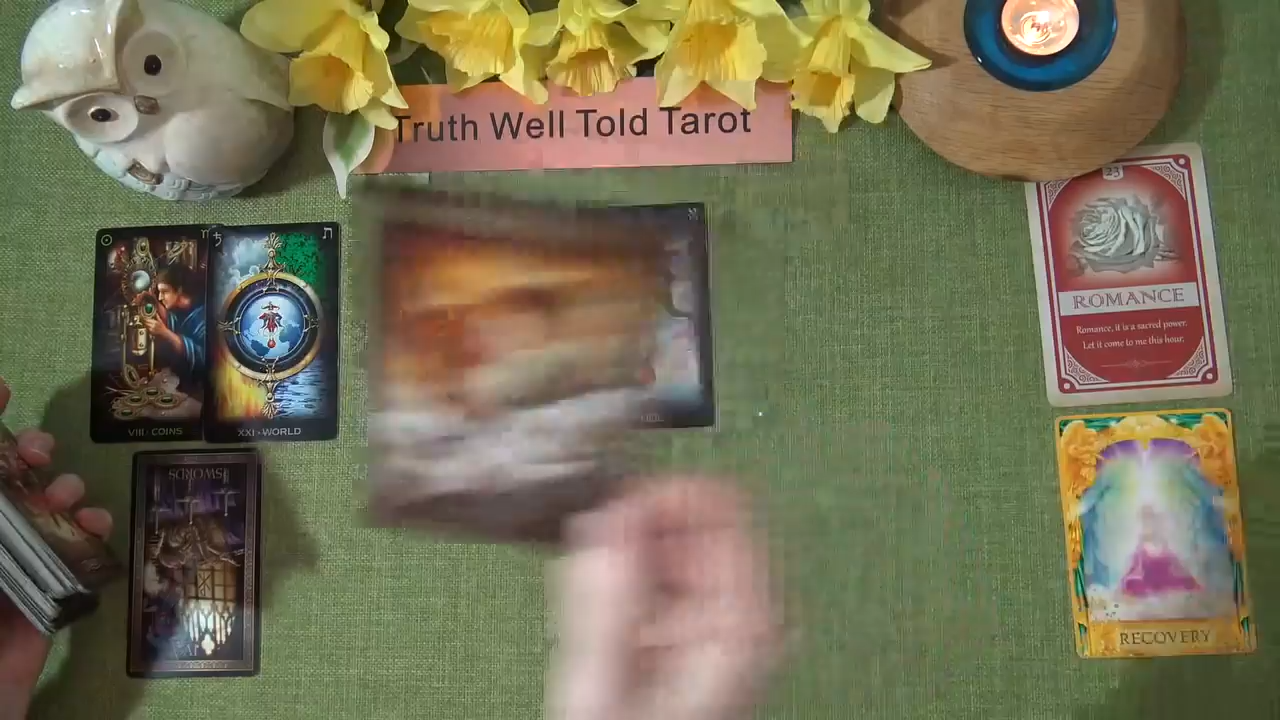 Truth Well Told Tarot
VIII • COINS
XXI • WORLD
SWORDS
23
ROMANCE
Romance, it is a sacred power.
Let it come to me this hour.
RECOVERY